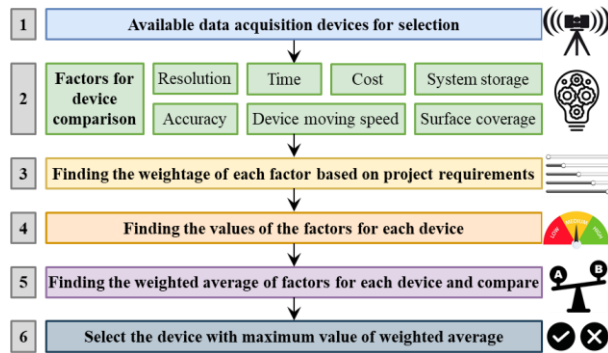 1 Available data acquisition devices for selection
2
Factors for
device
comparison
Resolution Time Cost System storage
Accuracy Device moving speed Surface coverage
3 Finding the weightage of each factor based on project requirements
4 Finding the values of the factors for each device
LOW MEDIUM HIGH
5 Finding the weighted average of factors for each device and compare
A B
6 Select the device with maximum value of weighted average